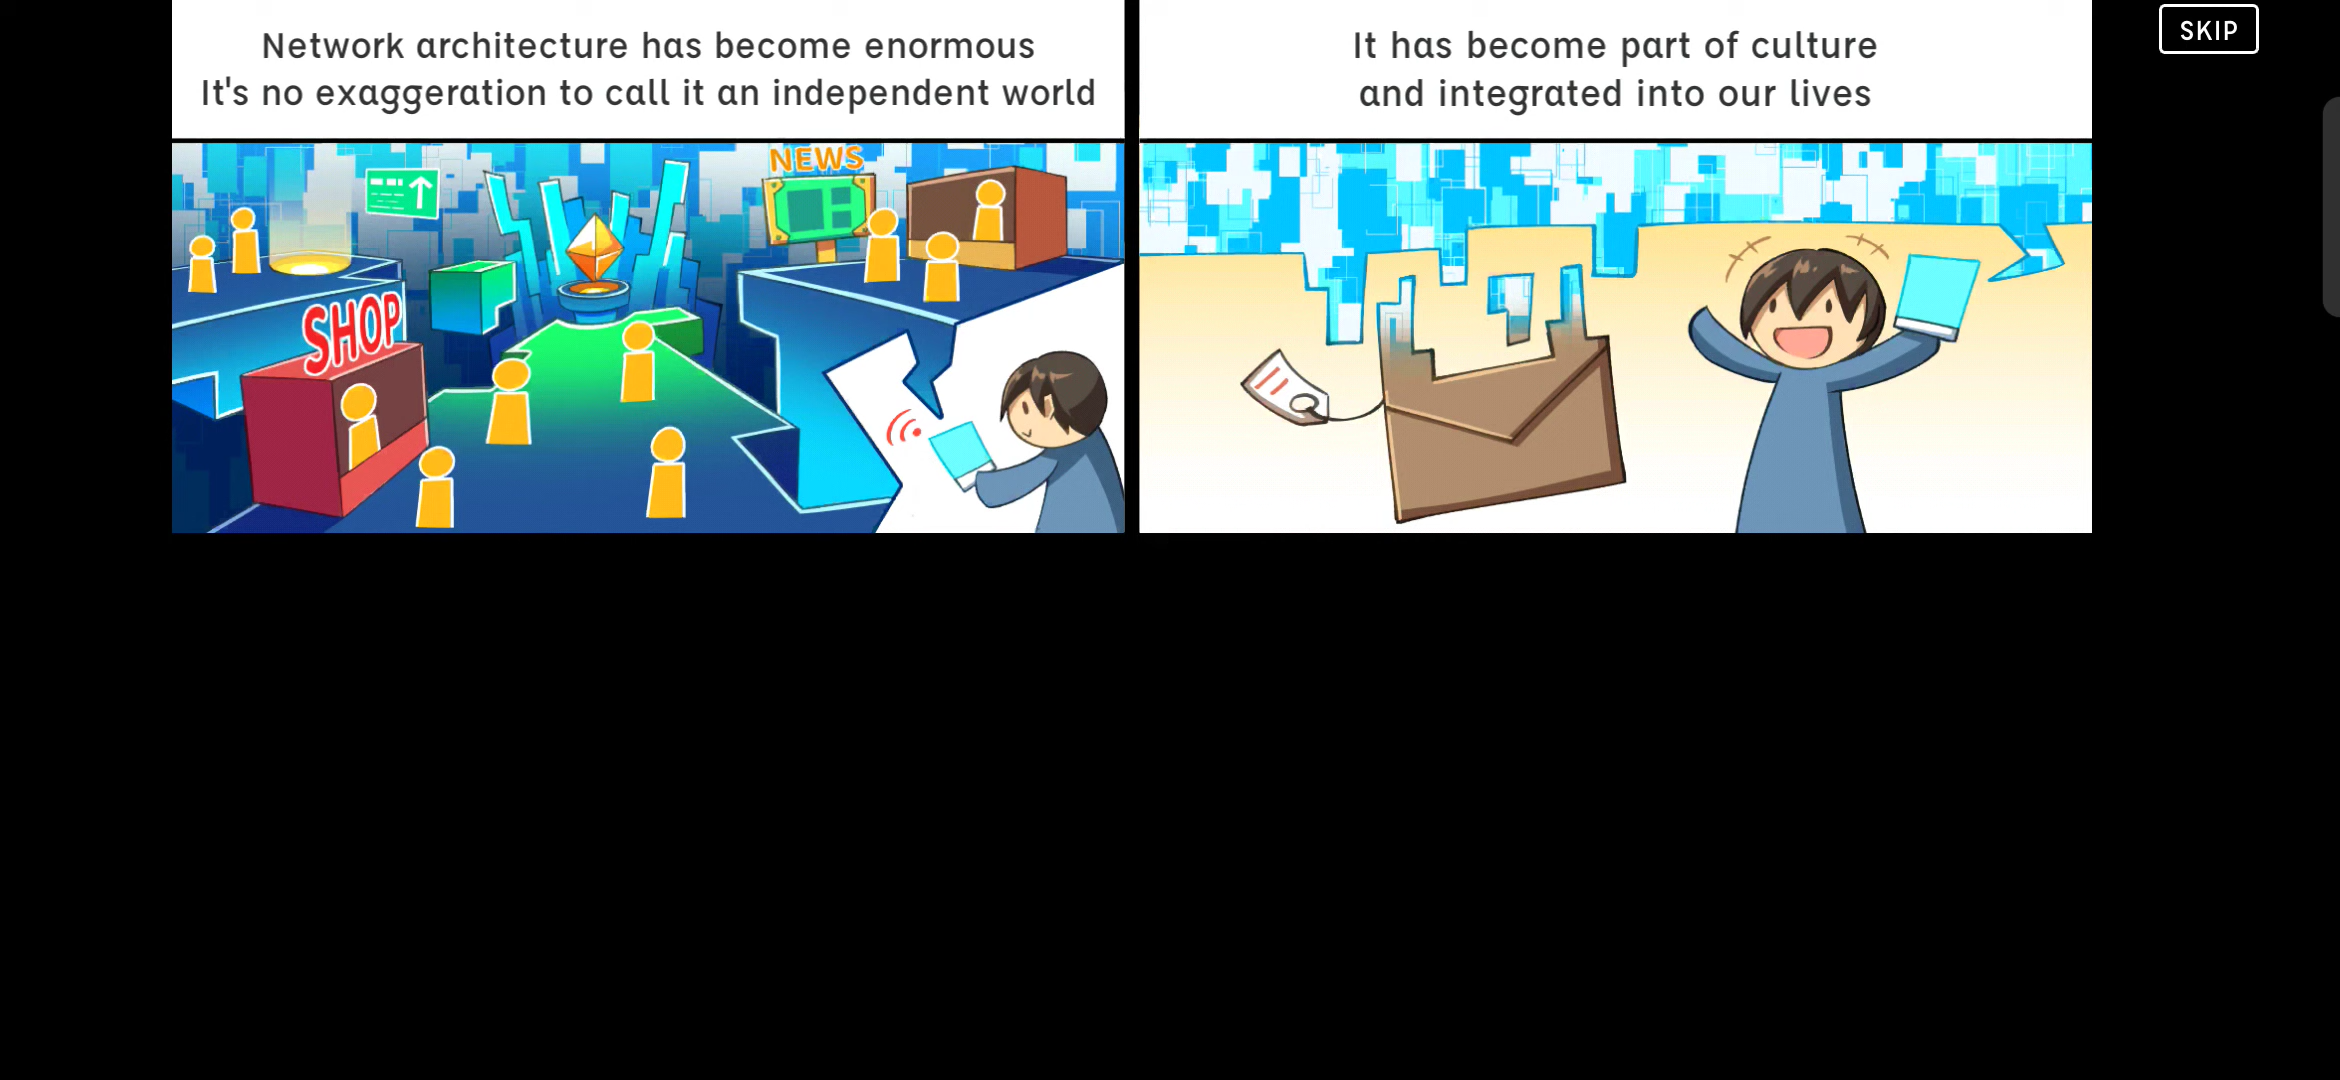 Network architecture has become enormous
It's no exaggeration to call it an independent world
It has become part of culture
and integrated into our lives
SKIP
NEWS
SHOP